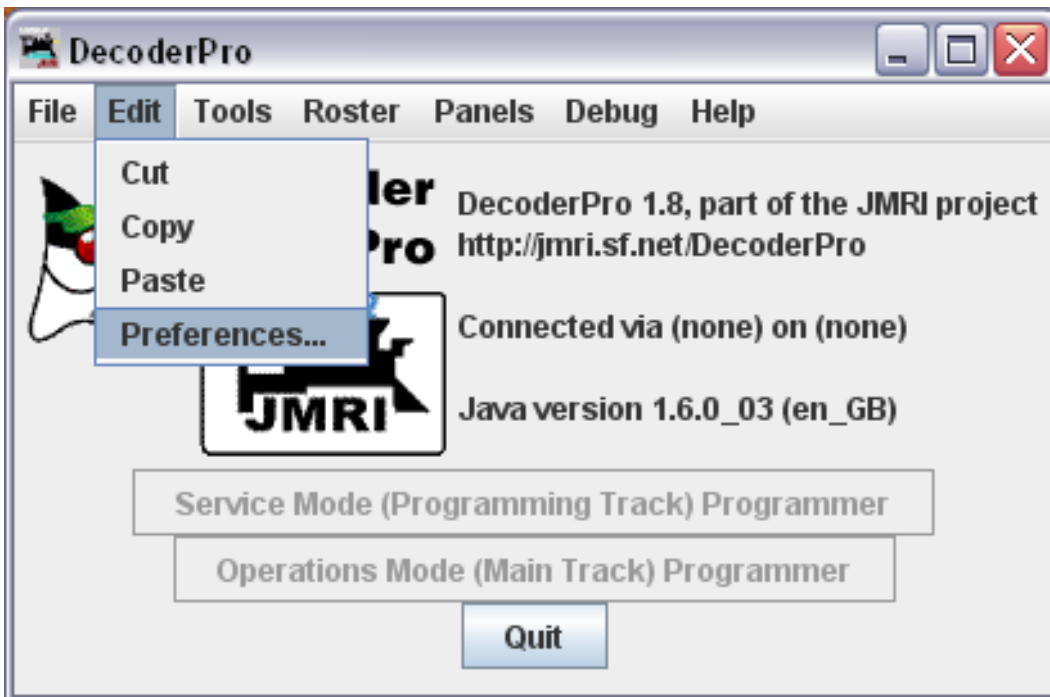 DecoderPro
File Edit Tools Roster Panels Debug Help
Cut
Copy
Paste
Preferences...
der
Pro
DecoderPro 1.8, part of the JMRI project
http://jmri.sf.net/DecoderPro
Connected via (none) on (none)
JMRI
Java version 1.6.0_03 (en_GB)
Service Mode (Programming Track) Programmer
Operations Mode (Main Track) Programmer
Quit